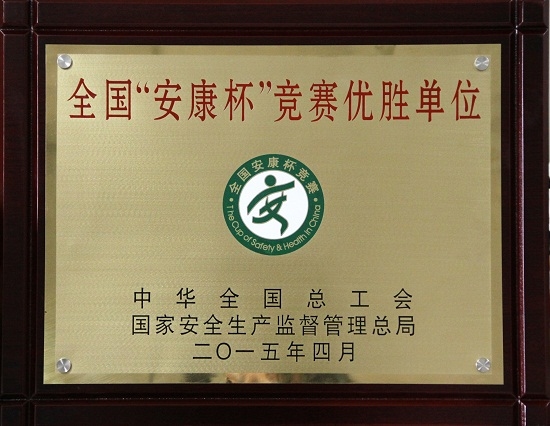 全国“安康杯”竞赛优胜单位
全国安康杯竞赛
The Cup of Safety & Health in China
中华全国总工会
国家安全生产监督管理总局
二〇一五年四月